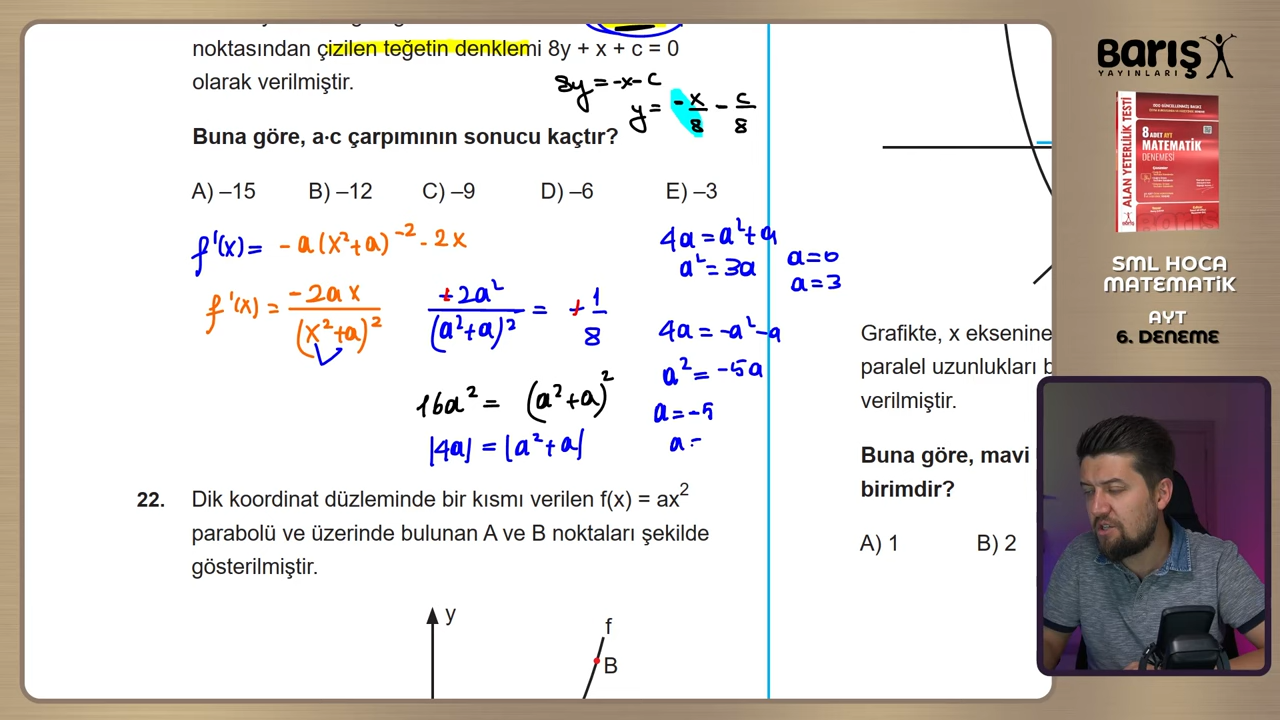 noktasından çizilen teğetin denklemi 8y + x + c = 0
olarak verilmiştir.
8y = -x - c
y = -x/8 - c/8
Buna göre, a·c çarpımının sonucu kaçtır?
A) –15 B) –12 C) –9 D) –6 E) –3
f'(x) = -a(x²+a)⁻² · 2x
f'(x) = -2ax/(x²+a)²
+2a²/(a²+a)² = +1/8
16a² = (a²+a)²
|4a| = |a²+a|
4a = a²+a
a² = 3a
a=0
a=3
4a = -a²-a
a² = -5a
a = -5
a =
22. Dik koordinat düzleminde bir kısmı verilen f(x) = ax²
parabolü ve üzerinde bulunan A ve B noktaları şekilde
gösterilmiştir.
y
f
B
Grafikte, x eksenine
paralel uzunlukları b
verilmiştir.
Buna göre, mavi
birimdir?
A) 1 B) 2
BARIŞ
YAYINLARI
ALAN YETERLİLİK TESTİ
8 ADET AYT
MATEMATİK
DENEMESİ
SML HOCA
MATEMATİK
AYT
6. DENEME